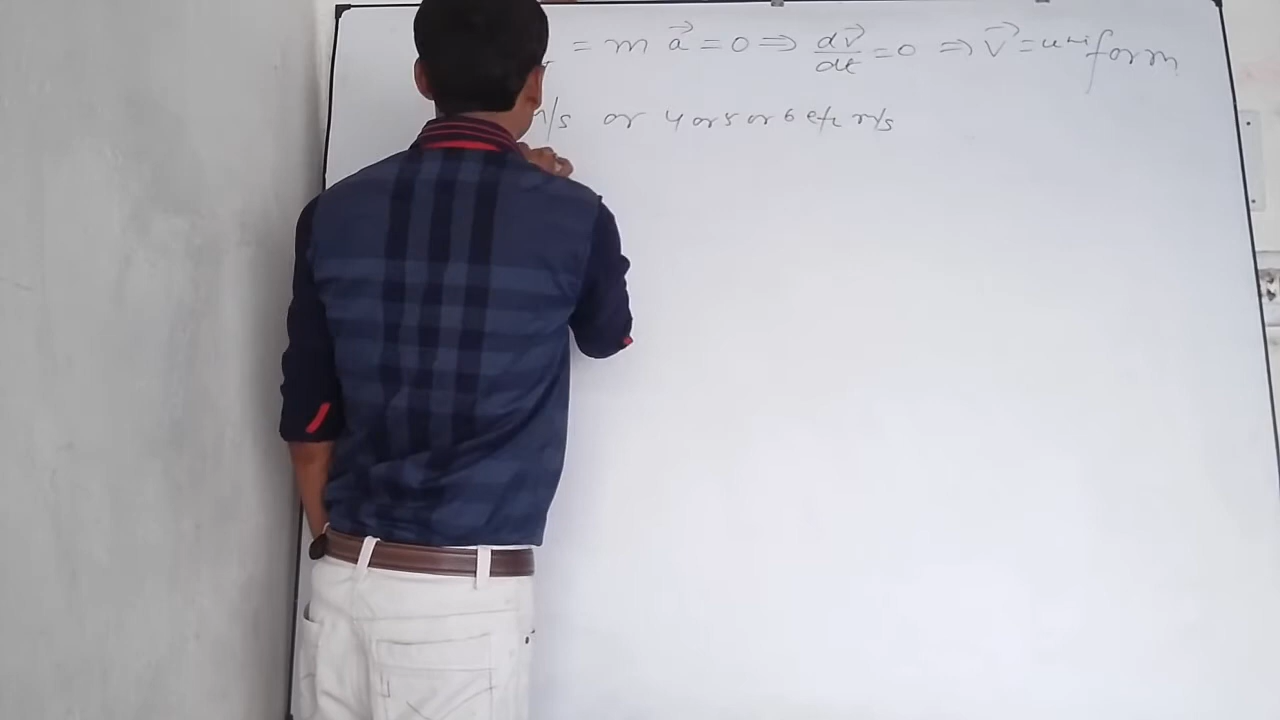 = m a⃗ = 0 ⇒ dv⃗/dt = 0 ⇒ v⃗ = uniform
m/s or 4 or 5 or 6 etc m/s